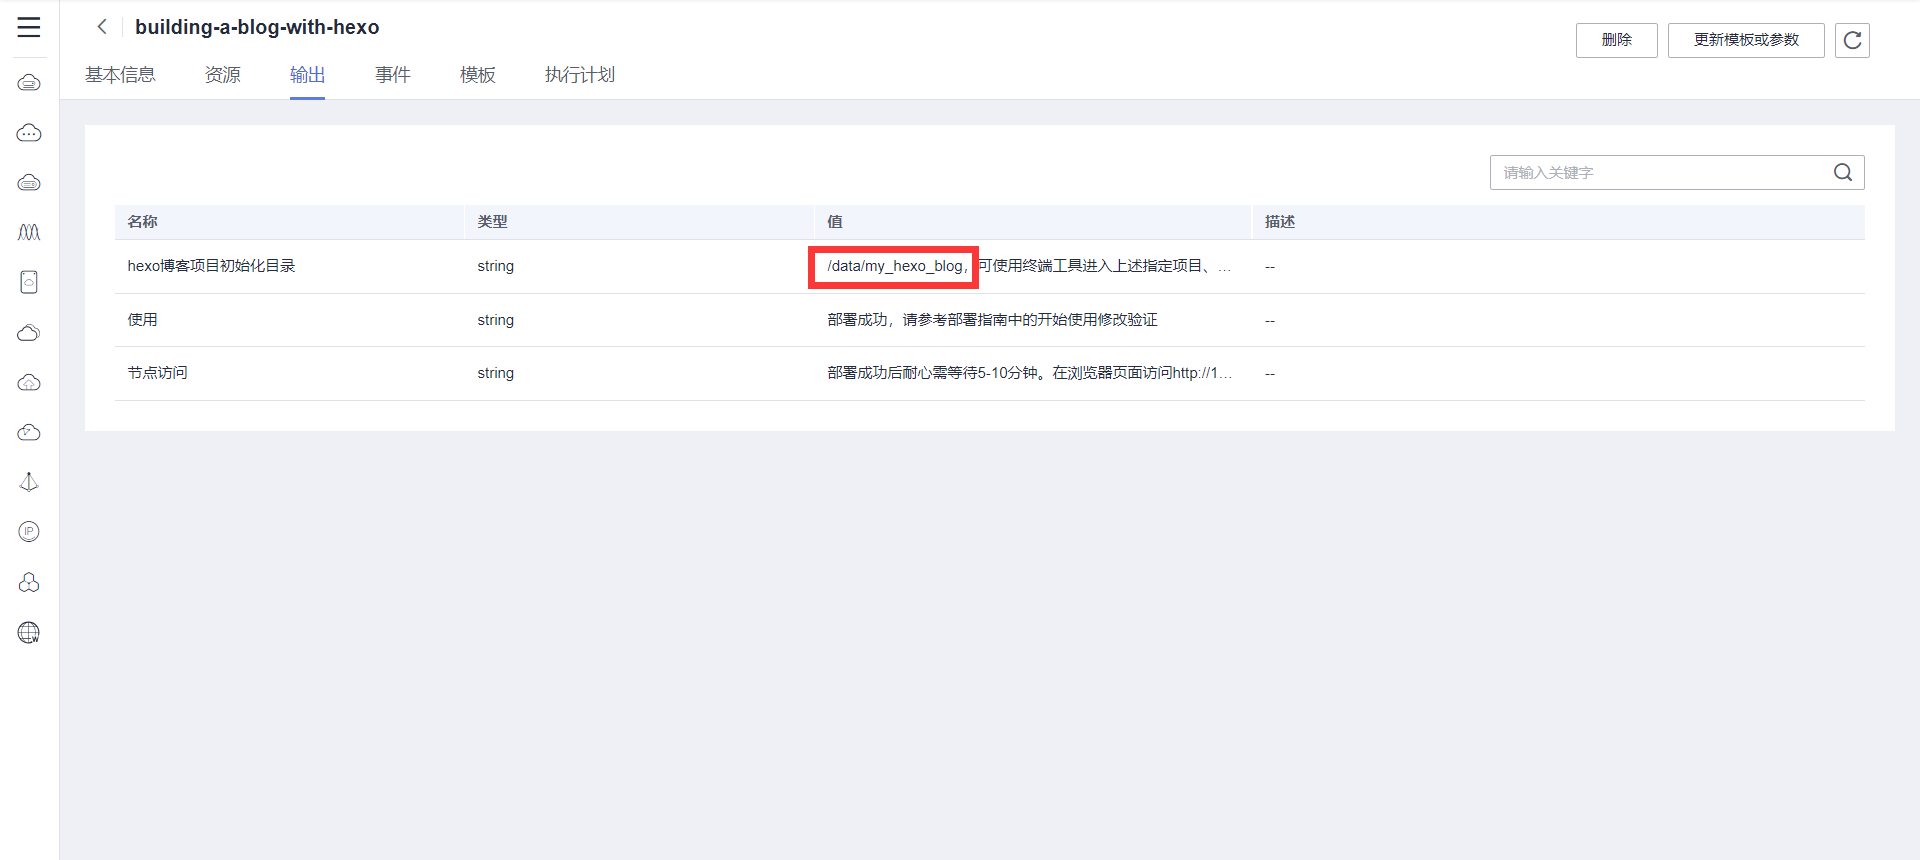 building-a-blog-with-hexo
删除
更新模板或参数
基本信息 资源 输出 事件 模板 执行计划
请输入关键字
名称 类型 值 描述
hexo博客项目初始化目录 string /data/my_hexo_blog，可使用终端工具进入上述指定项目、... --
使用 string 部署成功，请参考部署指南中的开始使用修改验证 --
节点访问 string 部署成功后耐心需等待5-10分钟。在浏览器页面访问http://1... --
IP
W